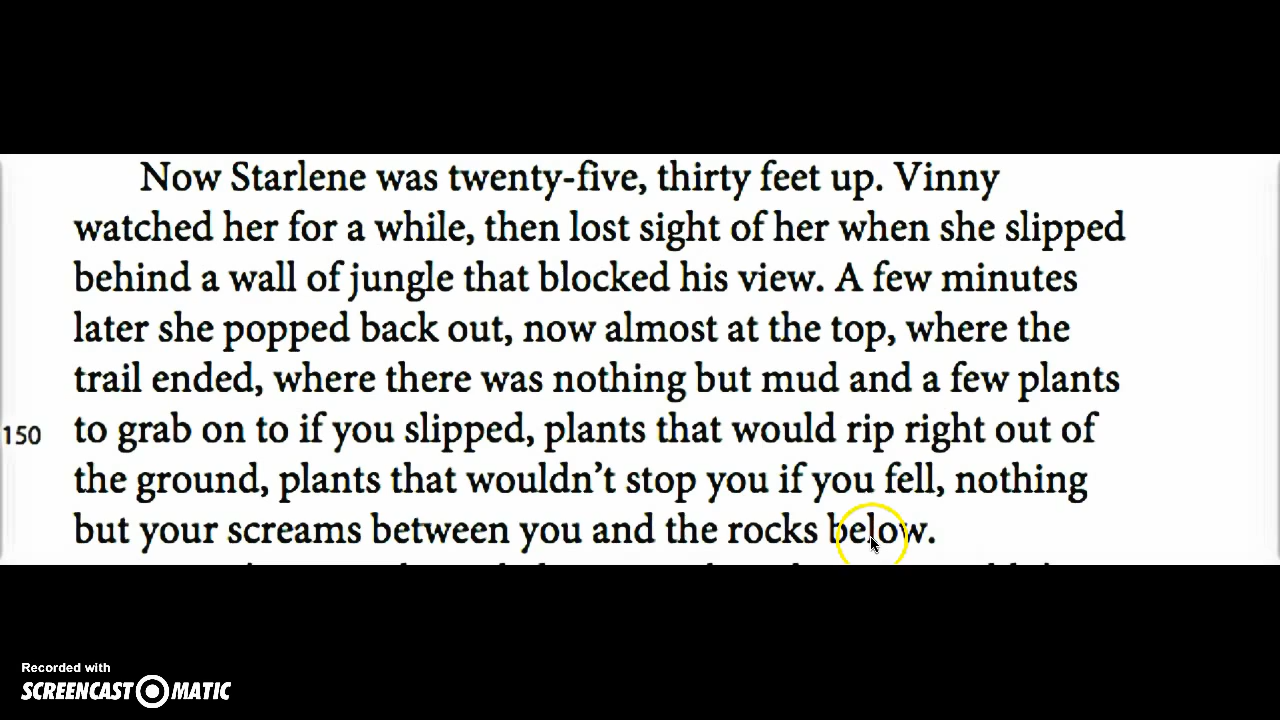 Now Starlene was twenty-five, thirty feet up. Vinny
watched her for a while, then lost sight of her when she slipped
behind a wall of jungle that blocked his view. A few minutes
later she popped back out, now almost at the top, where the
trail ended, where there was nothing but mud and a few plants
150 to grab on to if you slipped, plants that would rip right out of
the ground, plants that wouldn’t stop you if you fell, nothing
but your screams between you and the rocks below.
Recorded with
SCREENCAST O MATIC